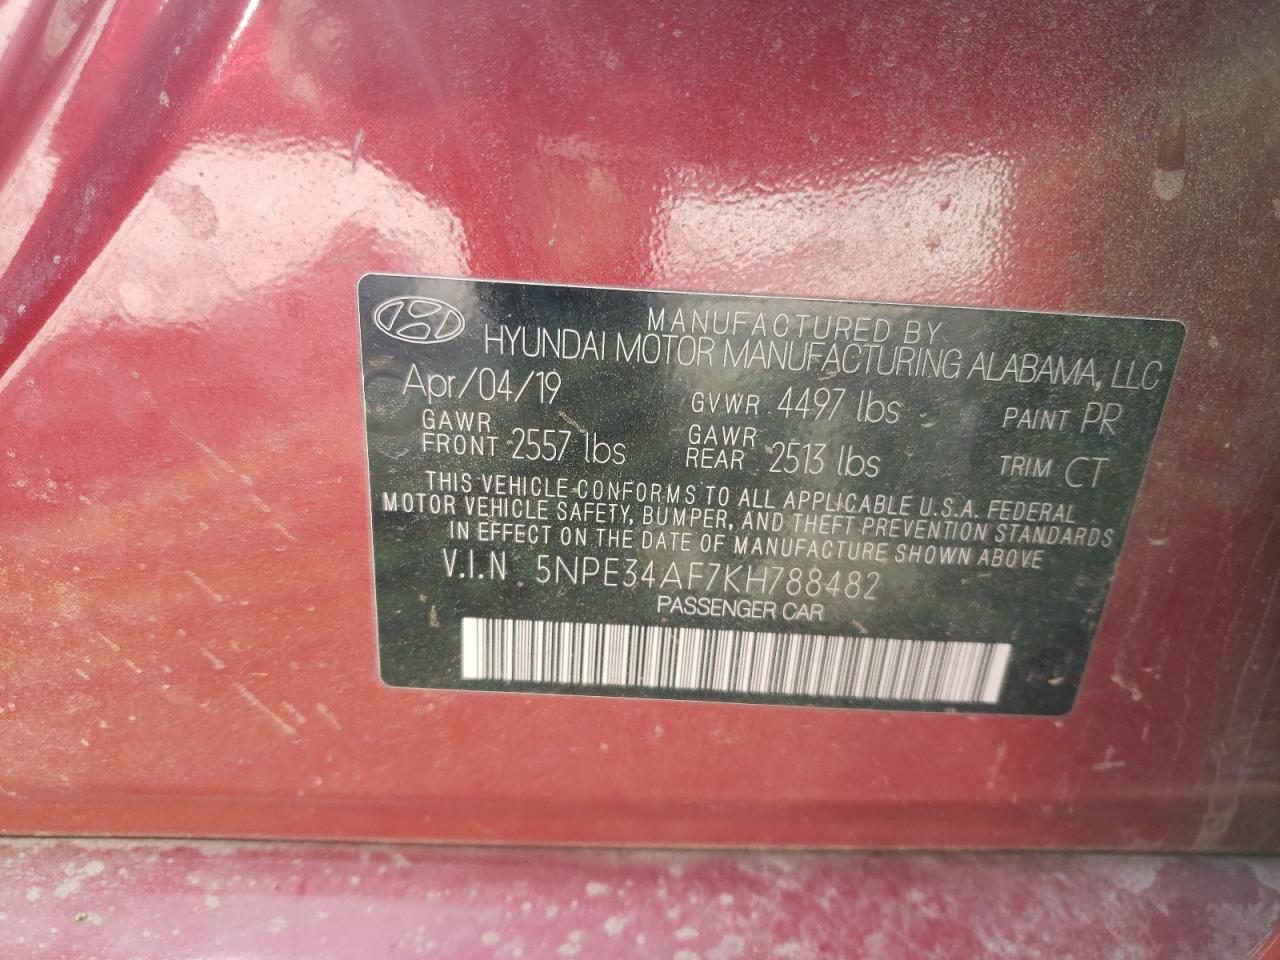 MANUFACTURED BY
HYUNDAI MOTOR MANUFACTURING ALABAMA, LLC
Apr/04/19 GVWR 4497 lbs PAINT PR
GAWR FRONT 2557 lbs GAWR REAR 2513 lbs TRIM CT
THIS VEHICLE CONFORMS TO ALL APPLICABLE U.S.A. FEDERAL
MOTOR VEHICLE SAFETY, BUMPER, AND THEFT PREVENTION STANDARDS
IN EFFECT ON THE DATE OF MANUFACTURE SHOWN ABOVE
V.I.N 5NPE34AF7KH788482
PASSENGER CAR